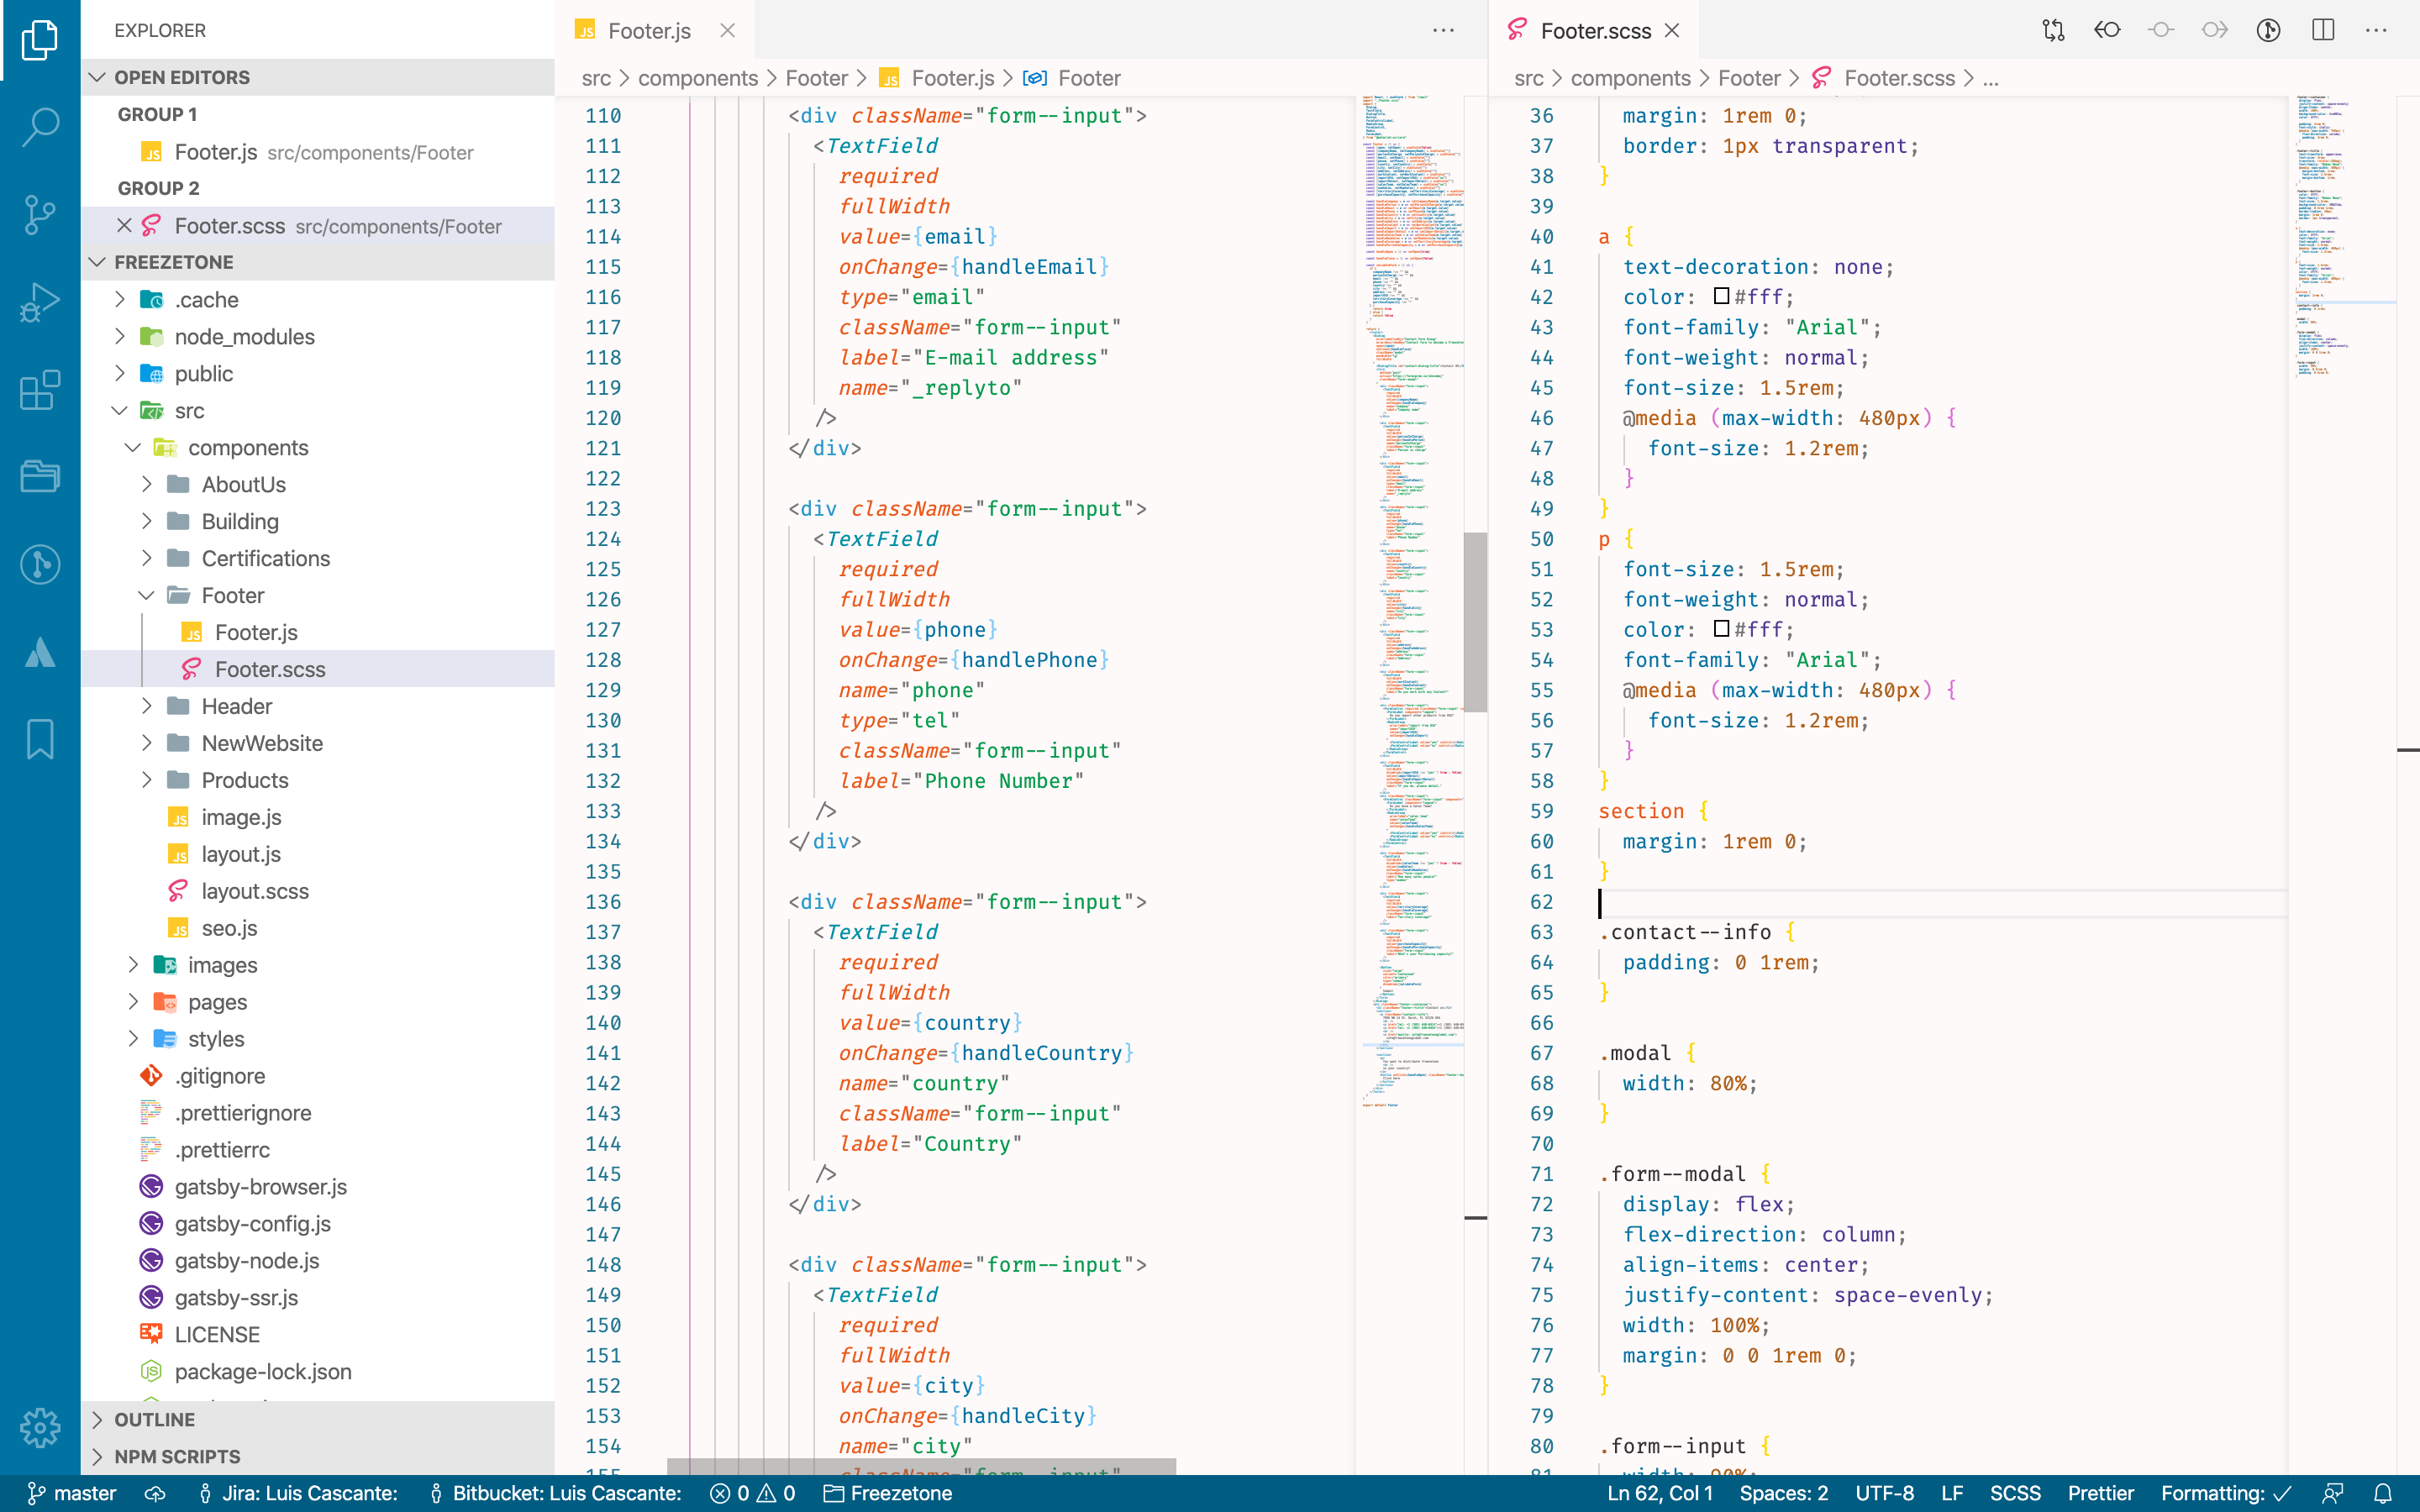 EXPLORER
OPEN EDITORS
GROUP 1
Footer.js src/components/Footer
GROUP 2
Footer.scss src/components/Footer
FREEZETONE
.cache
node_modules
public
src
components
AboutUs
Building
Certifications
Footer
Footer.js
Footer.scss
Header
NewWebsite
Products
image.js
layout.js
layout.scss
seo.js
images
pages
styles
.gitignore
.prettierignore
.prettierrc
gatsby-browser.js
gatsby-config.js
gatsby-node.js
gatsby-ssr.js
LICENSE
package-lock.json
OUTLINE
NPM SCRIPTS
Footer.js
src > components > Footer > Footer.js > Footer
110 <div className="form--input">
111 <TextField
112 required
113 fullWidth
114 value={email}
115 onChange={handleEmail}
116 type="email"
117 className="form--input"
118 label="E-mail address"
119 name="_replyto"
120 />
121 </div>
122
123 <div className="form--input">
124 <TextField
125 required
126 fullWidth
127 value={phone}
128 onChange={handlePhone}
129 name="phone"
130 type="tel"
131 className="form--input"
132 label="Phone Number"
133 />
134 </div>
135
136 <div className="form--input">
137 <TextField
138 required
139 fullWidth
140 value={country}
141 onChange={handleCountry}
142 name="country"
143 className="form--input"
144 label="Country"
145 />
146 </div>
147
148 <div className="form--input">
149 <TextField
150 required
151 fullWidth
152 value={city}
153 onChange={handleCity}
154 name="city"
155 className="form--input"
Footer.scss
src > components > Footer > Footer.scss > ...
36 margin: 1rem 0;
37 border: 1px transparent;
38 }
39
40 a {
41 text-decoration: none;
42 color: #fff;
43 font-family: "Arial";
44 font-weight: normal;
45 font-size: 1.5rem;
46 @media (max-width: 480px) {
47 font-size: 1.2rem;
48 }
49 }
50 p {
51 font-size: 1.5rem;
52 font-weight: normal;
53 color: #fff;
54 font-family: "Arial";
55 @media (max-width: 480px) {
56 font-size: 1.2rem;
57 }
58 }
59 section {
60 margin: 1rem 0;
61 }
62
63 .contact--info {
64 padding: 0 1rem;
65 }
66
67 .modal {
68 width: 80%;
69 }
70
71 .form--modal {
72 display: flex;
73 flex-direction: column;
74 align-items: center;
75 justify-content: space-evenly;
76 width: 100%;
77 margin: 0 0 1rem 0;
78 }
79
80 .form--input {
81 width: 90%;
master Jira: Luis Cascante: Bitbucket: Luis Cascante: 0 0 Freezetone Ln 62, Col 1 Spaces: 2 UTF-8 LF SCSS Prettier Formatting: ✓